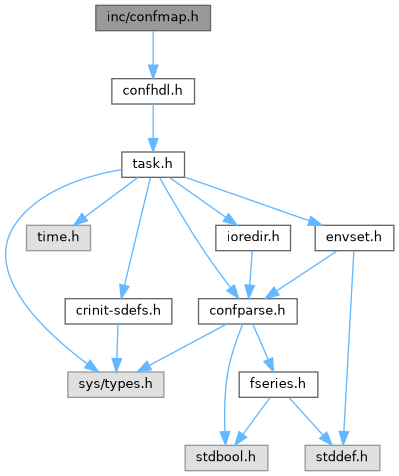 inc/confmap.h
confhdl.h
task.h
time.h
ioredir.h
envset.h
crinit-sdefs.h
confparse.h
sys/types.h
fseries.h
stdbool.h
stddef.h